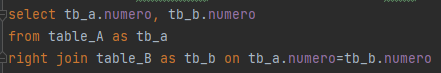 select tb_a.numero, tb_b.numero
from table_A as tb_a
right join table_B as tb_b on tb_a.numero=tb_b.numero